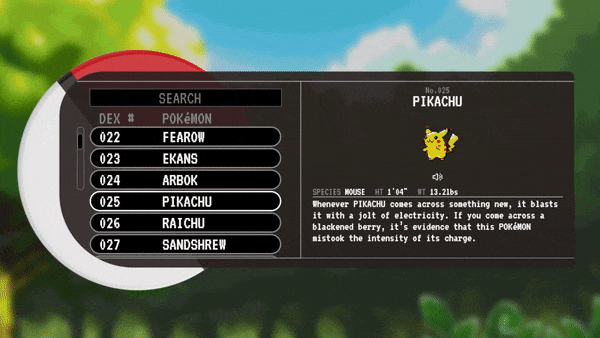 SEARCH
DEX # POKéMON
022 FEAROW
023 EKANS
024 ARBOK
025 PIKACHU
026 RAICHU
027 SANDSHREW
No.025
PIKACHU
SPECIES MOUSE HT 1'04" WT 13.2lbs
Whenever PIKACHU comes across something new, it blasts
it with a jolt of electricity. If you come across a
blackened berry, it's evidence that this POKéMON
mistook the intensity of its charge.